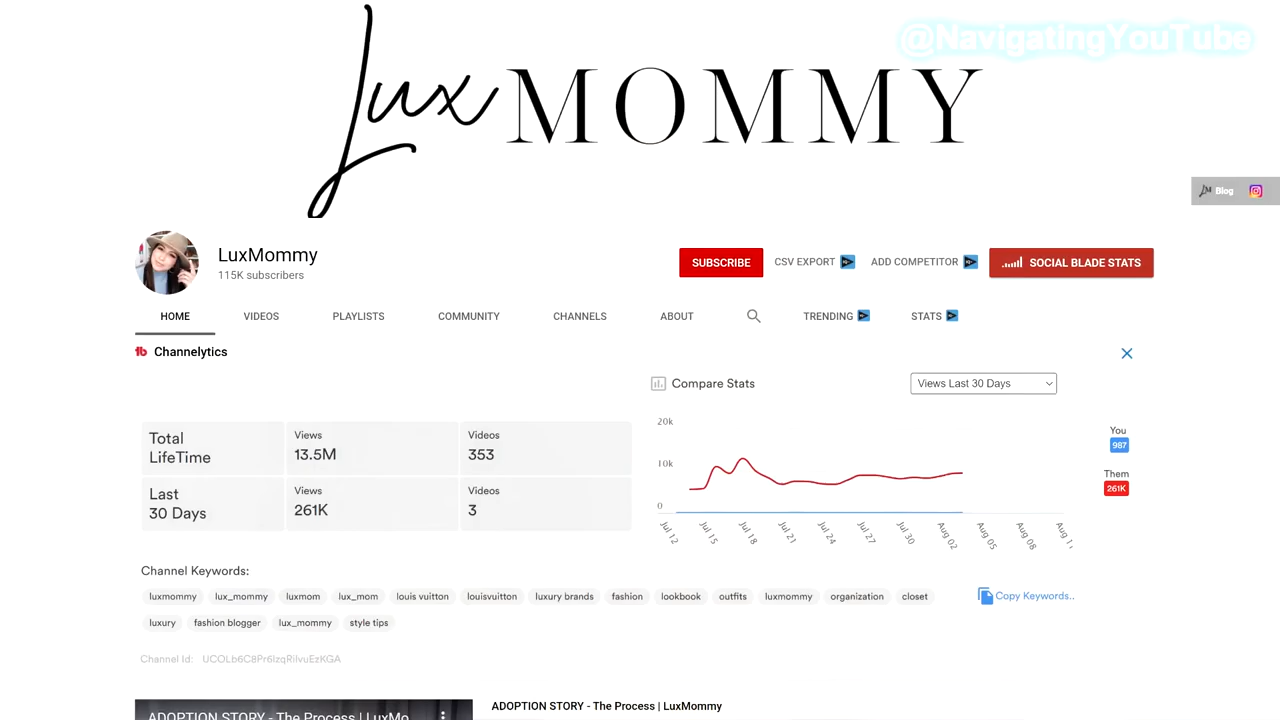 @NavigatingYouTube
Lux MOMMY
LM Blog
LuxMommy
115K subscribers
SUBSCRIBE
CSV EXPORT
ADD COMPETITOR
SOCIAL BLADE STATS
HOME VIDEOS PLAYLISTS COMMUNITY CHANNELS ABOUT TRENDING STATS
tb Channelytics
Compare Stats
Views Last 30 Days
Total LifeTime
Views
13.5M
Videos
353
Last 30 Days
Views
261K
Videos
3
20k
10k
0
Jul 12 Jul 15 Jul 18 Jul 21 Jul 24 Jul 27 Jul 30 Aug 02 Aug 05 Aug 08
You
987
Them
261K
Channel Keywords:
luxmommy lux_mommy luxmom lux_mom louis vuitton louisvuitton luxury brands fashion lookbook outfits luxmommy organization closet
luxury fashion blogger lux_mommy style tips
Copy Keywords..
Channel Id:
ADOPTION STORY - The Process | LuxMo...
ADOPTION STORY - The Process | LuxMommy